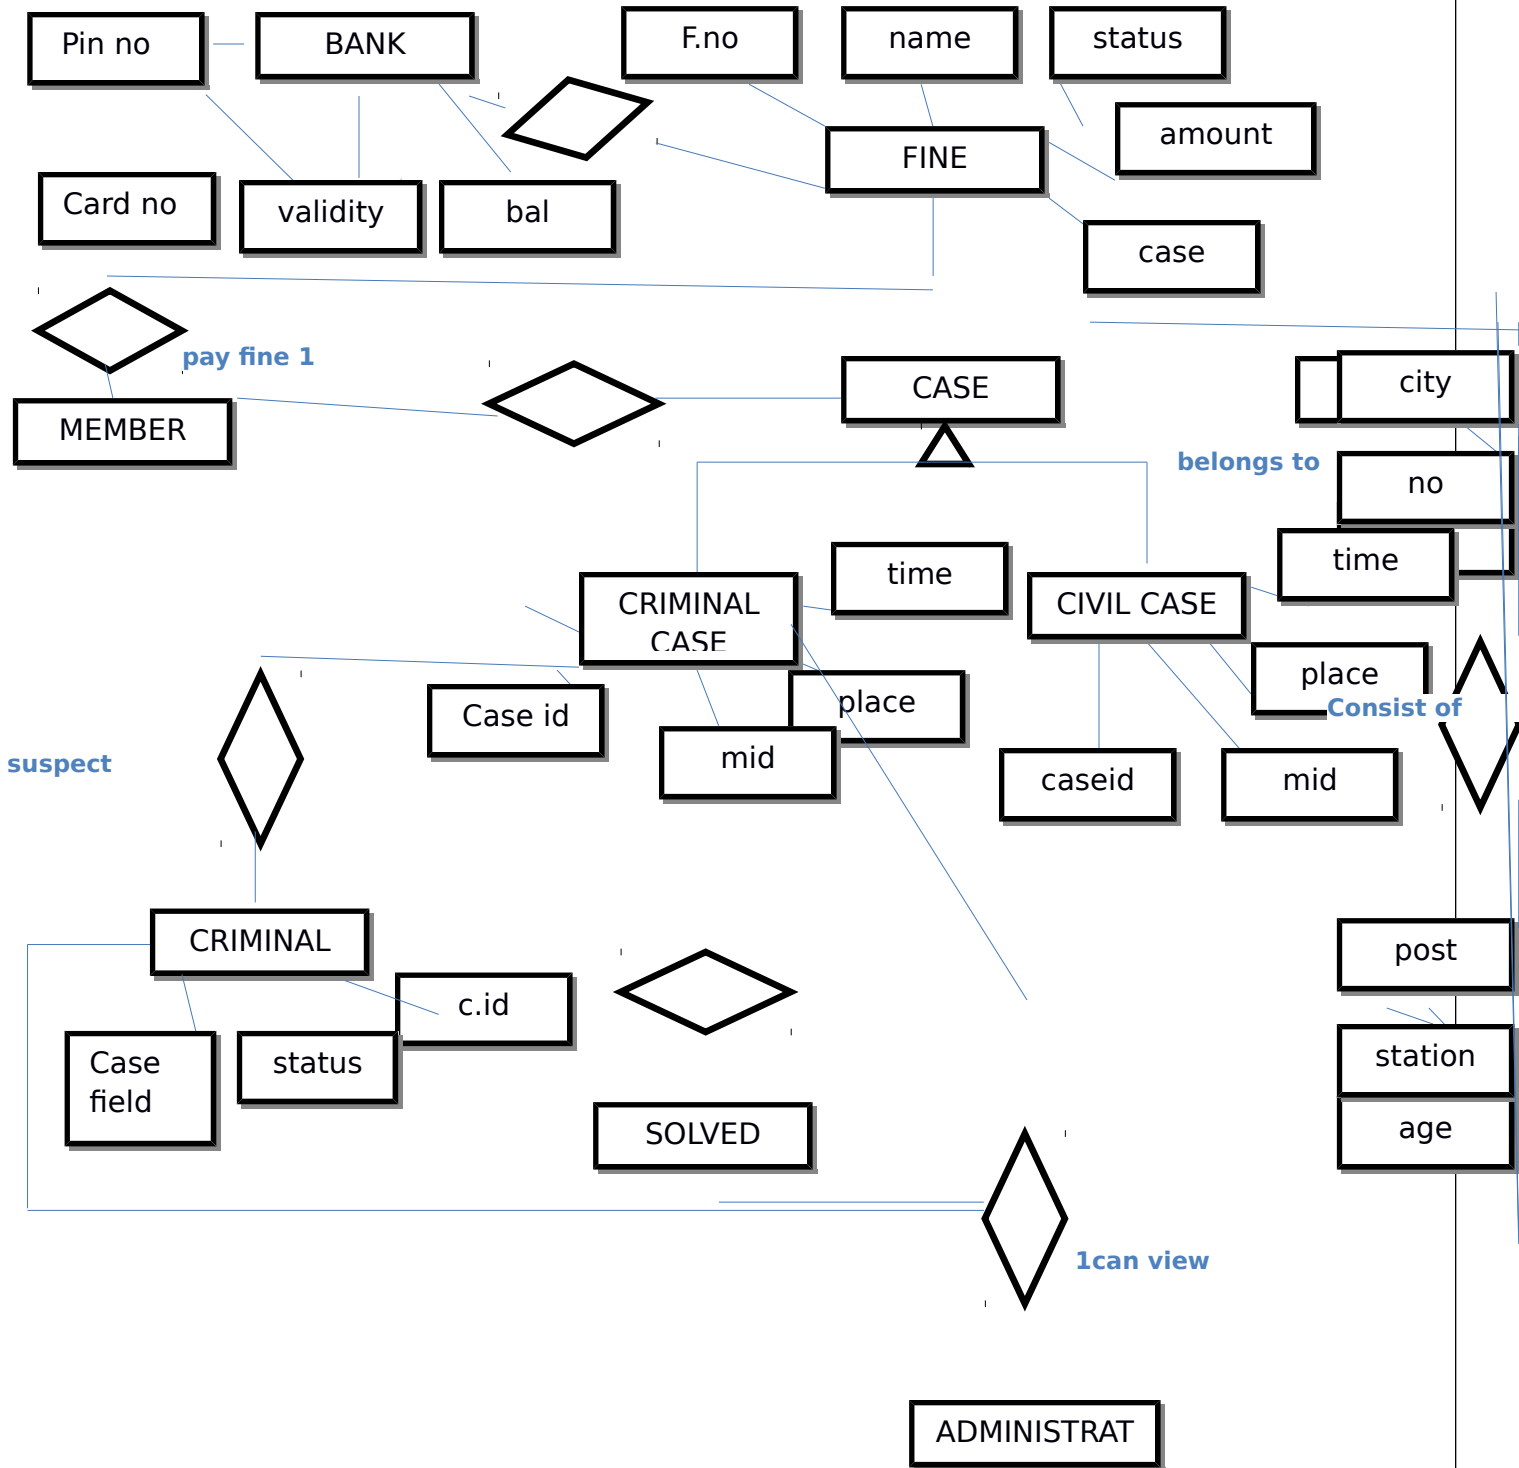 Pin no
BANK
F.no
name
status
amount
FINE
Card no
validity
bal
case
pay fine 1
MEMBER
CASE
city
belongs to
no
time
time
CRIMINAL
CASE
CIVIL CASE
place
Consist of
Case id
place
mid
suspect
caseid
mid
CRIMINAL
post
c.id
Case
field
status
station
SOLVED
age
1can view
ADMINISTRAT